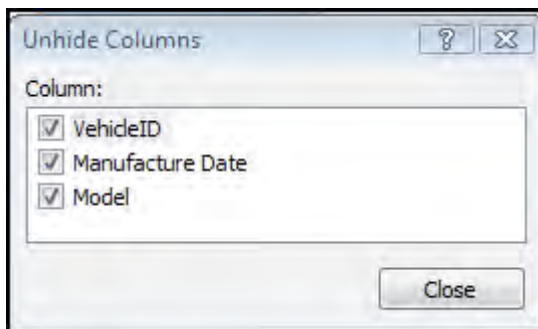 Unhide Columns
Column:
VehicleID
Manufacture Date
Model
Close